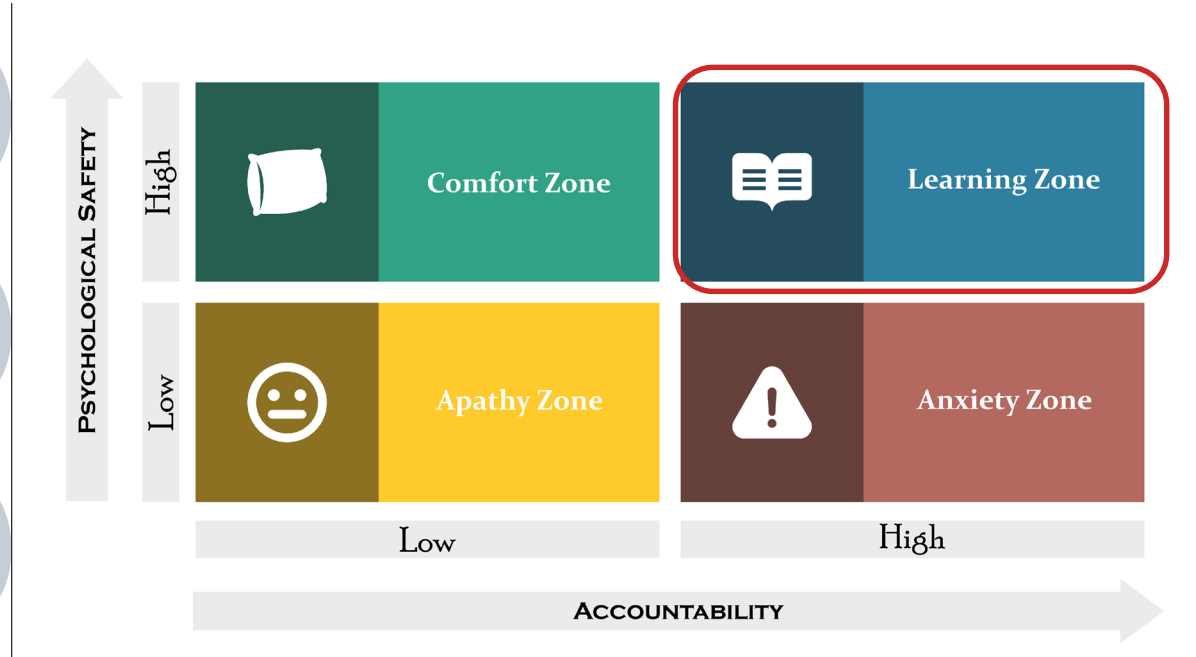 PSYCHOLOGICAL SAFETY
High
Comfort Zone
Learning Zone
Low
Apathy Zone
Anxiety Zone
Low
High
ACCOUNTABILITY